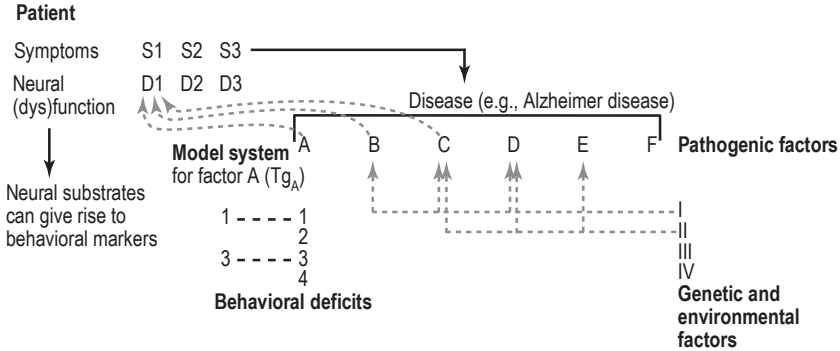 Patient
Symptoms S1 S2 S3
Neural D1 D2 D3
(dys)function
Disease (e.g., Alzheimer disease)
Model system A B C D E F Pathogenic factors
for factor A (TgA)
Neural substrates
can give rise to
behavioral markers
I
1 1
II
2
III
3 3
IV
4
Behavioral deficits
Genetic and
environmental
factors